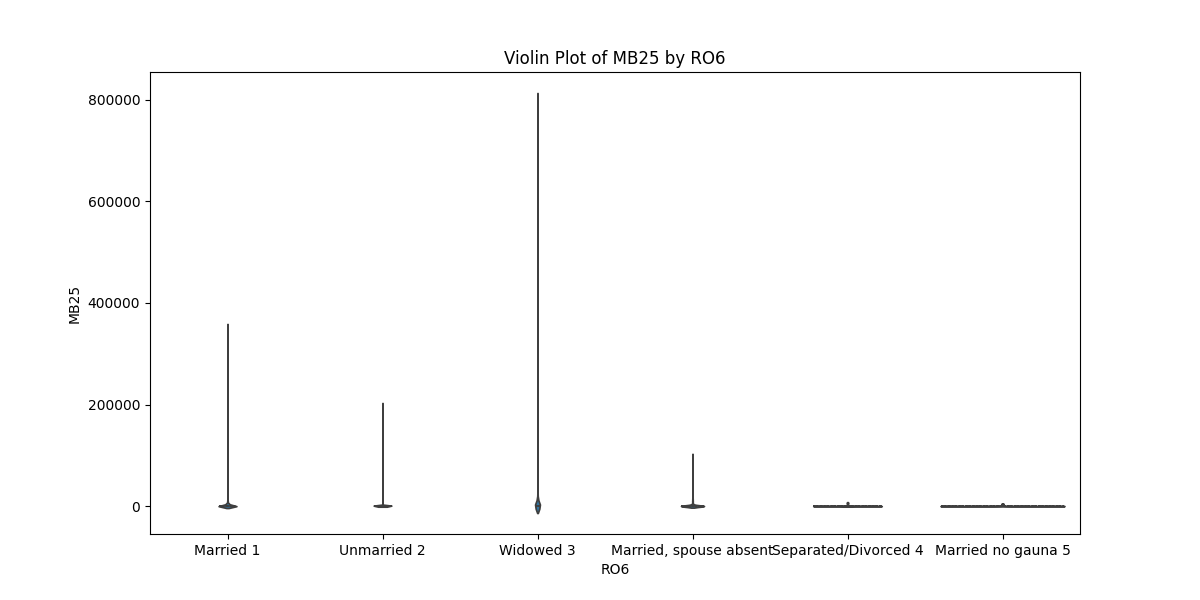 Violin Plot of MB25 by RO6
MB25
800000
600000
400000
200000
0
Married 1
Unmarried 2
Widowed 3
Married, spouse absent
Separated/Divorced 4
Married no gauna 5
RO6